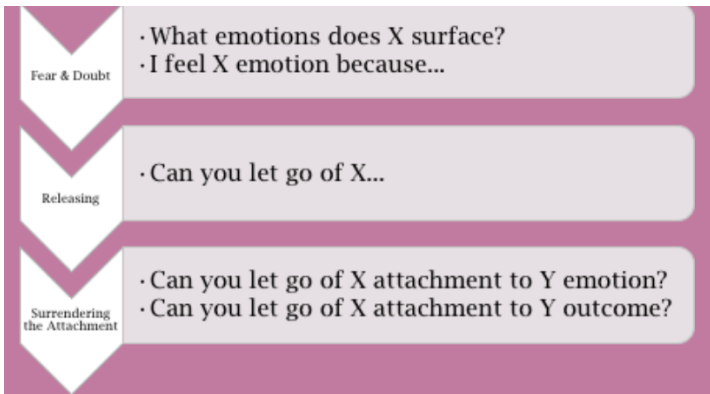 Fear & Doubt
· What emotions does X surface?
· I feel X emotion because...
Releasing
· Can you let go of X...
Surrendering
the Attachment
· Can you let go of X attachment to Y emotion?
· Can you let go of X attachment to Y outcome?